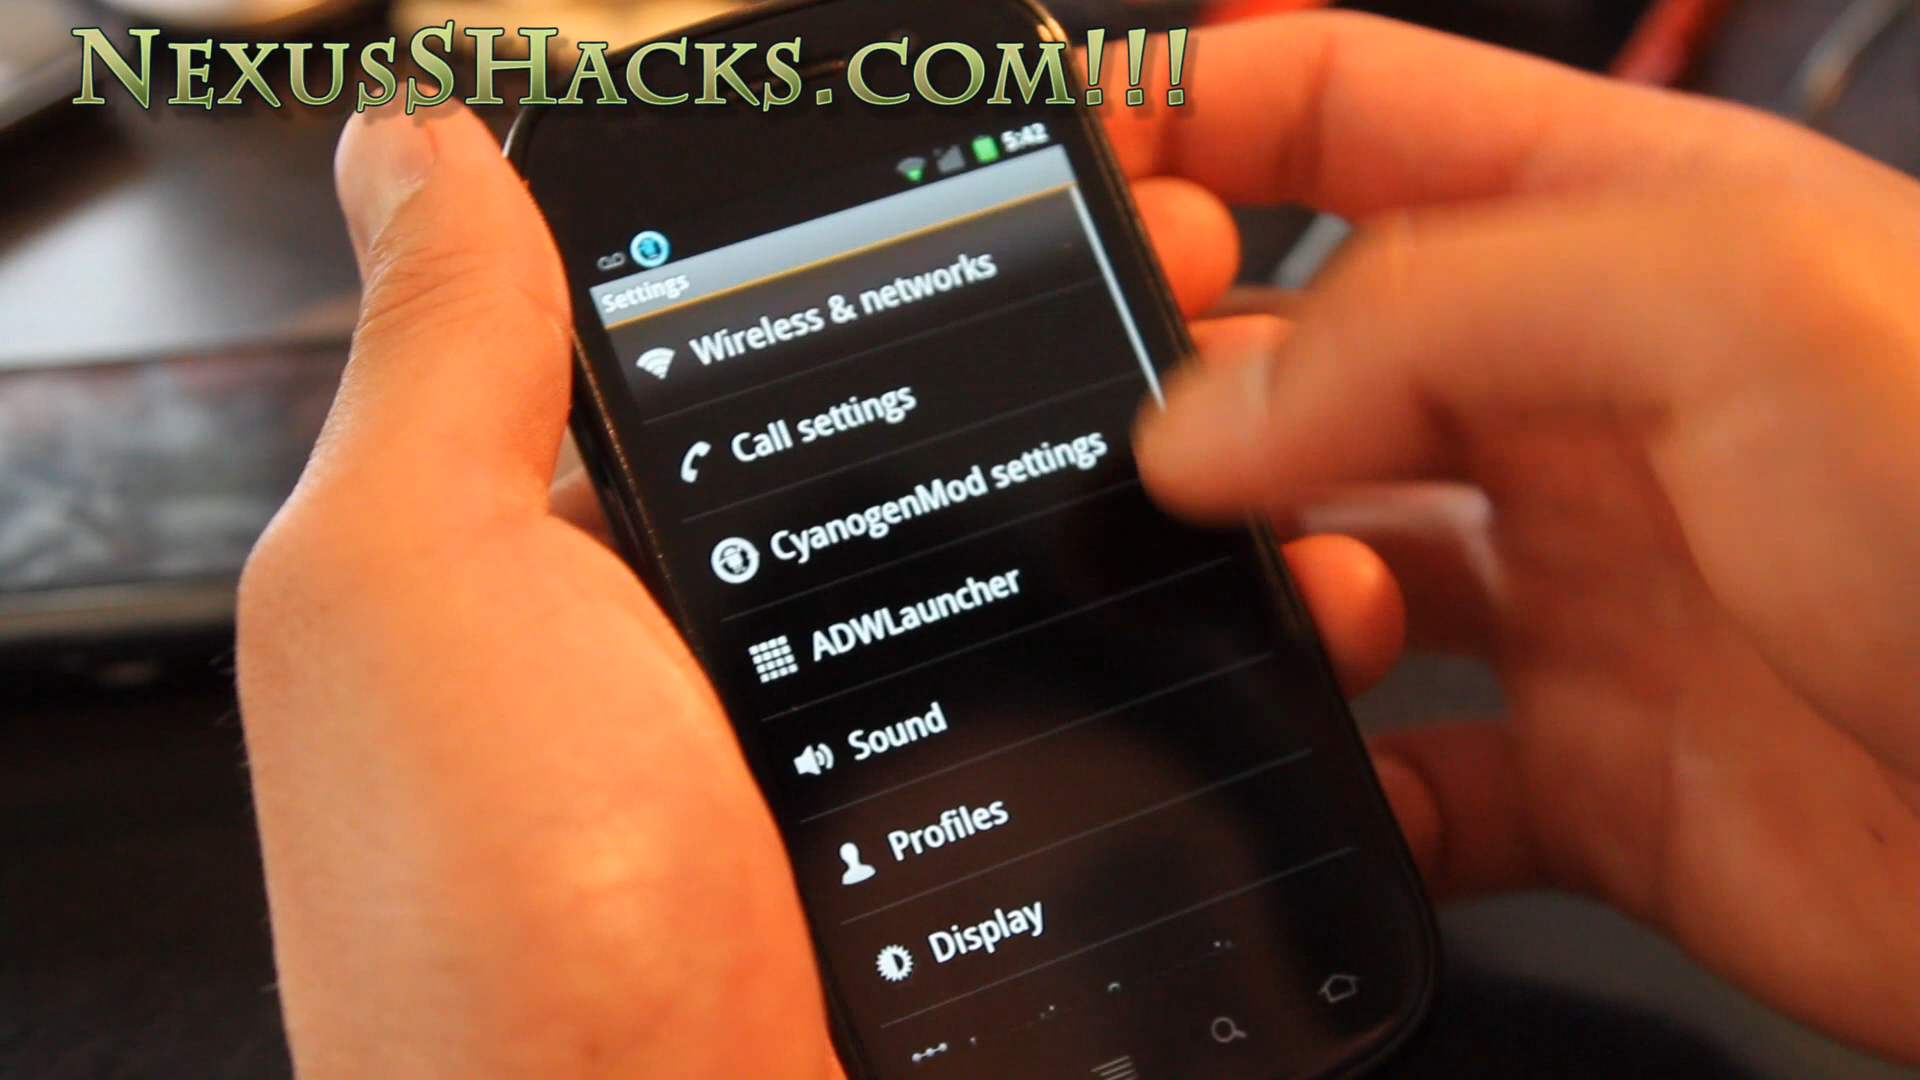 NexusSHacks.com!!!
5:42
Settings
Wireless & networks
Call settings
CyanogenMod settings
ADWLauncher
Sound
Profiles
Display